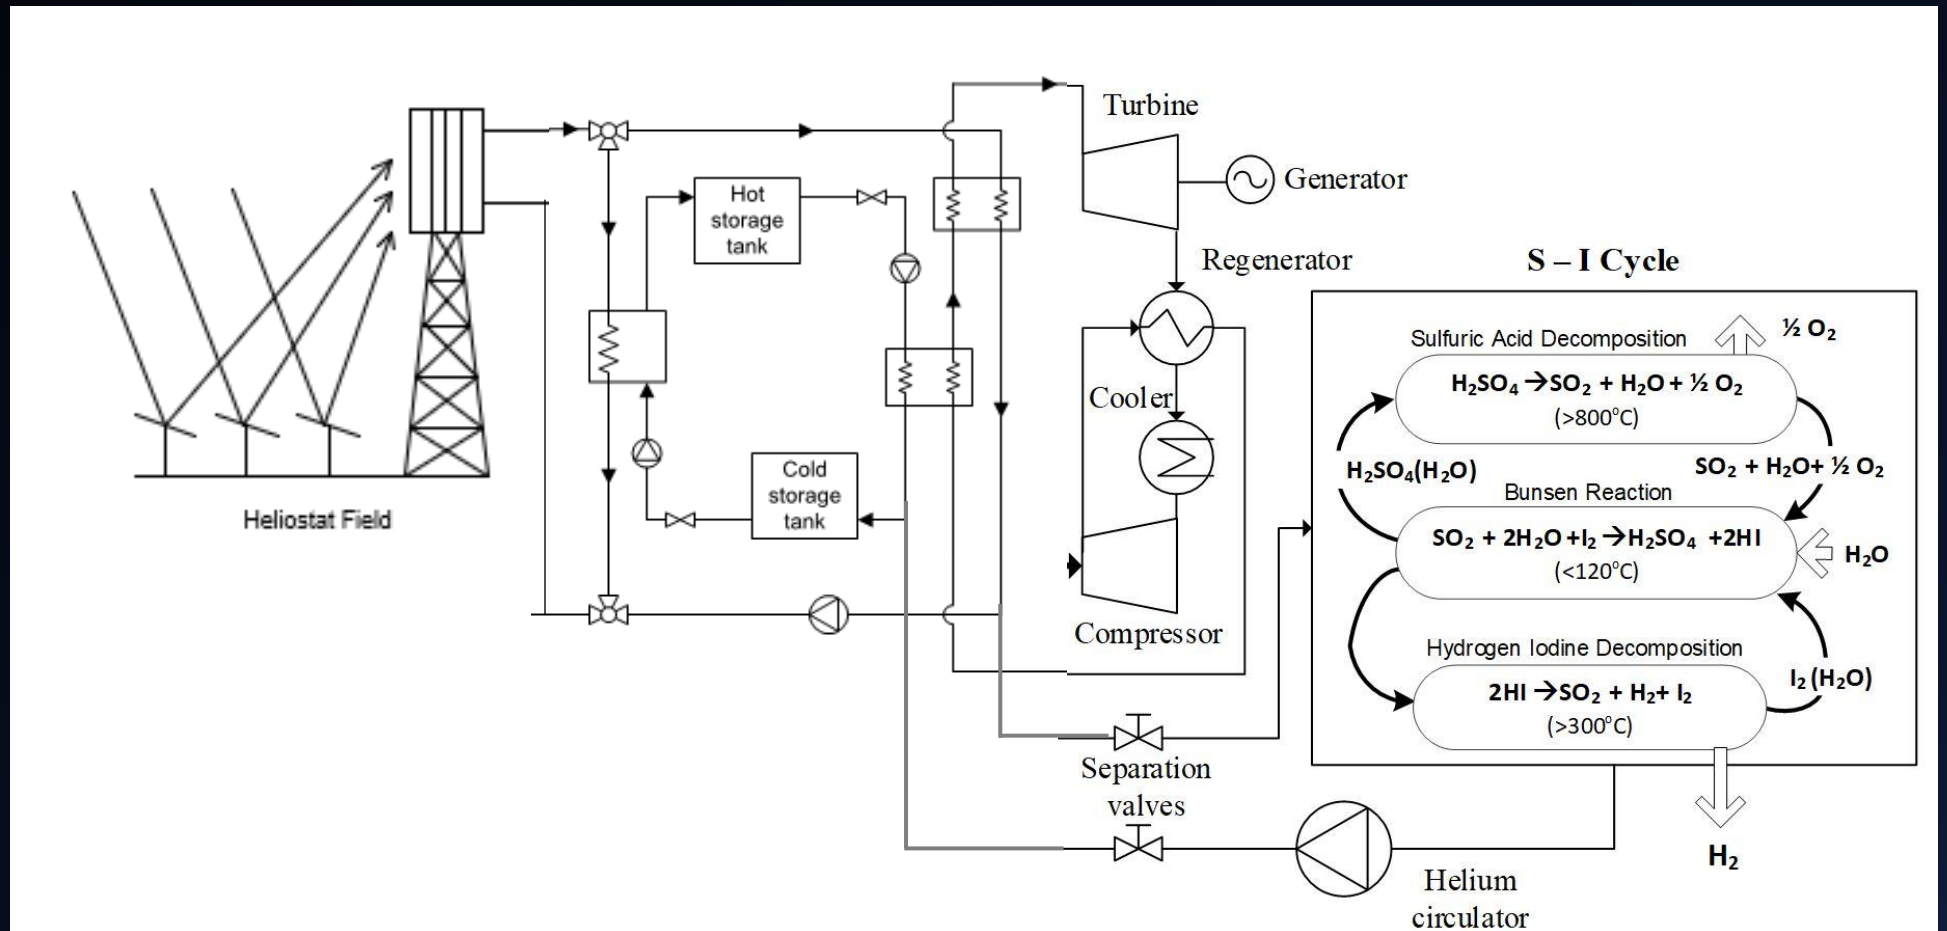 Turbine
Generator
Hot
storage
tank
Regenerator
S – I Cycle
Sulfuric Acid Decomposition
½ O₂
H₂SO₄ →SO₂ + H₂O + ½ O₂
(>800°C)
Cooler
H₂SO₄(H₂O)
SO₂ + H₂O+ ½ O₂
Cold
storage
tank
Bunsen Reaction
Heliostat Field
SO₂ + 2H₂O +I₂ →H₂SO₄ +2HI
(<120°C)
H₂O
Compressor
Hydrogen Iodine Decomposition
2HI →SO₂ + H₂+ I₂
(>300°C)
I₂ (H₂O)
Separation
valves
H₂
Helium
circulator